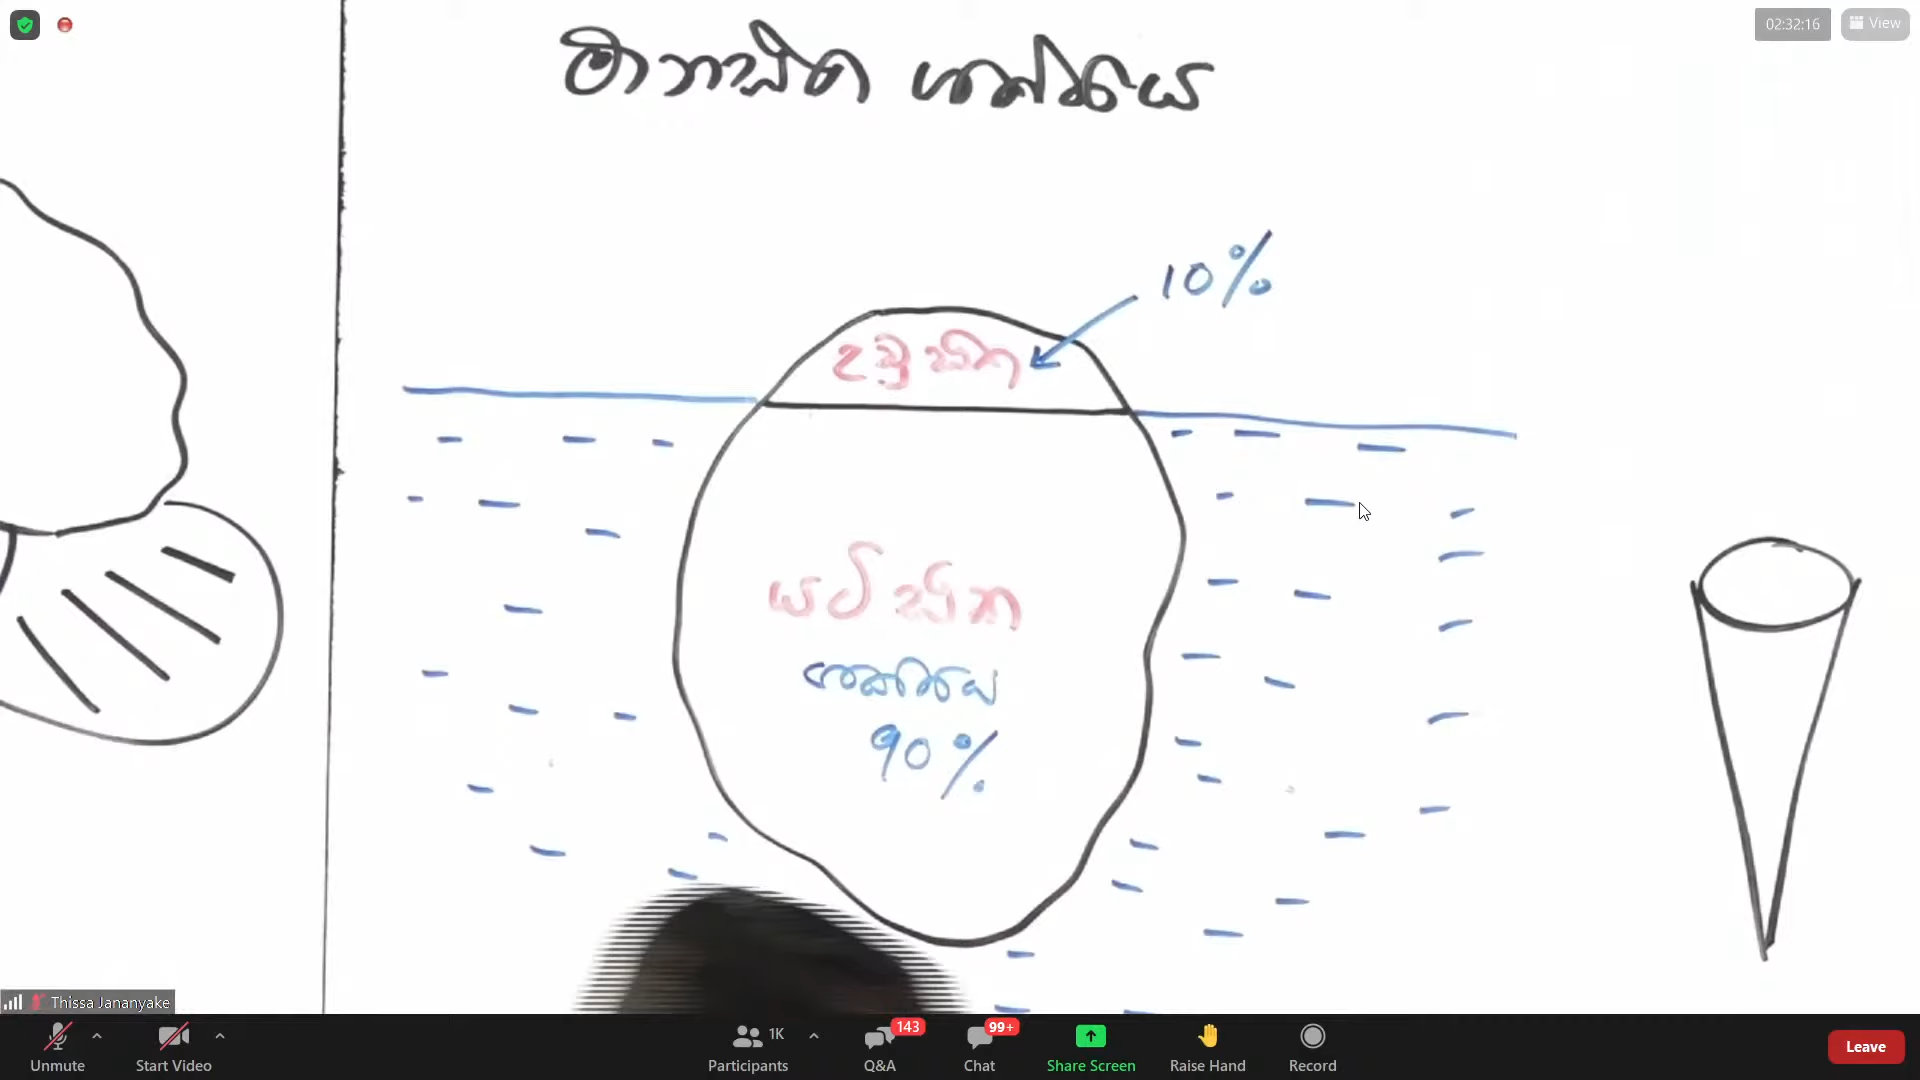 02:32:16
View
මානසික ශක්තිය
10%
උඩු සිත
යටි සිත
ශක්තිය
90%
Thissa Jananyake
Unmute
Start Video
1K
Participants
143
Q&A
99+
Chat
Share Screen
Raise Hand
Record
Leave